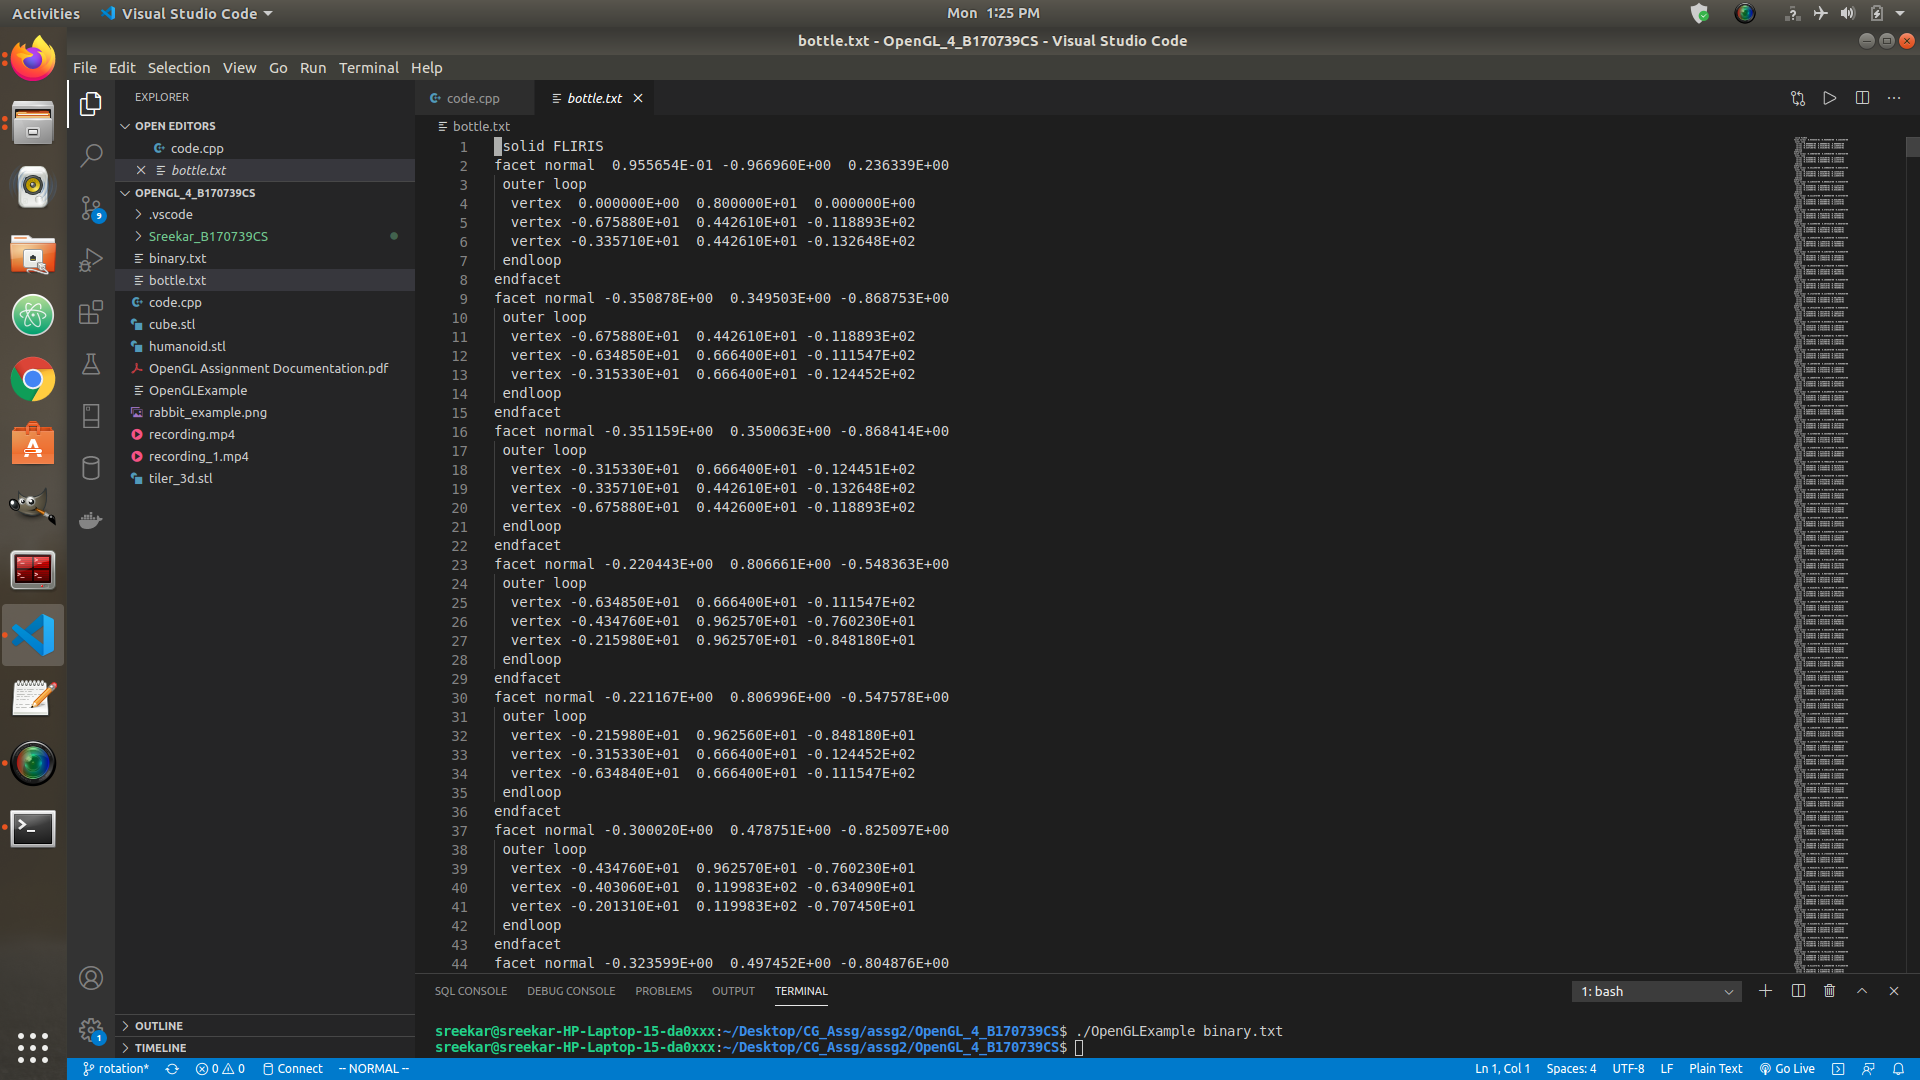 Activities
Visual Studio Code
Mon 1:25 PM
bottle.txt - OpenGL_4_B170739CS - Visual Studio Code
File Edit Selection View Go Run Terminal Help
EXPLORER
OPEN EDITORS
code.cpp
bottle.txt
OPENGL_4_B170739CS
.vscode
Sreekar_B170739CS
binary.txt
bottle.txt
code.cpp
cube.stl
humanoid.stl
OpenGL Assignment Documentation.pdf
OpenGLExample
rabbit_example.png
recording.mp4
recording_1.mp4
tiler_3d.stl
OUTLINE
TIMELINE
9
1
code.cpp
bottle.txt
bottle.txt
1 solid FLIRIS
2 facet normal  0.955654E-01 -0.966960E+00  0.236339E+00
3 outer loop
4 vertex  0.000000E+00  0.800000E+01  0.000000E+00
5 vertex -0.675880E+01  0.442610E+01 -0.118893E+02
6 vertex -0.335710E+01  0.442610E+01 -0.132648E+02
7 endloop
8 endfacet
9 facet normal -0.350878E+00  0.349503E+00 -0.868753E+00
10 outer loop
11 vertex -0.675880E+01  0.442610E+01 -0.118893E+02
12 vertex -0.634850E+01  0.666400E+01 -0.111547E+02
13 vertex -0.315330E+01  0.666400E+01 -0.124452E+02
14 endloop
15 endfacet
16 facet normal -0.351159E+00  0.350063E+00 -0.868414E+00
17 outer loop
18 vertex -0.315330E+01  0.666400E+01 -0.124451E+02
19 vertex -0.335710E+01  0.442610E+01 -0.132648E+02
20 vertex -0.675880E+01  0.442600E+01 -0.118893E+02
21 endloop
22 endfacet
23 facet normal -0.220443E+00  0.806661E+00 -0.548363E+00
24 outer loop
25 vertex -0.634850E+01  0.666400E+01 -0.111547E+02
26 vertex -0.434760E+01  0.962570E+01 -0.760230E+01
27 vertex -0.215980E+01  0.962570E+01 -0.848180E+01
28 endloop
29 endfacet
30 facet normal -0.221167E+00  0.806996E+00 -0.547578E+00
31 outer loop
32 vertex -0.215980E+01  0.962560E+01 -0.848180E+01
33 vertex -0.315330E+01  0.666400E+01 -0.124452E+02
34 vertex -0.634840E+01  0.666400E+01 -0.111547E+02
35 endloop
36 endfacet
37 facet normal -0.300020E+00  0.478751E+00 -0.825097E+00
38 outer loop
39 vertex -0.434760E+01  0.962570E+01 -0.760230E+01
40 vertex -0.403060E+01  0.119983E+02 -0.634090E+01
41 vertex -0.201310E+01  0.119983E+02 -0.707450E+01
42 endloop
43 endfacet
44 facet normal -0.323599E+00  0.497452E+00 -0.804876E+00
SQL CONSOLE DEBUG CONSOLE PROBLEMS OUTPUT TERMINAL
1: bash
sreekar@sreekar-HP-Laptop-15-da0xxx:~/Desktop/CG_Assg/assg2/OpenGL_4_B170739CS$ ./OpenGLExample binary.txt
sreekar@sreekar-HP-Laptop-15-da0xxx:~/Desktop/CG_Assg/assg2/OpenGL_4_B170739CS$
rotation* 0 0 Connect -- NORMAL --
Ln 1, Col 1 Spaces: 4 UTF-8 LF Plain Text Go Live